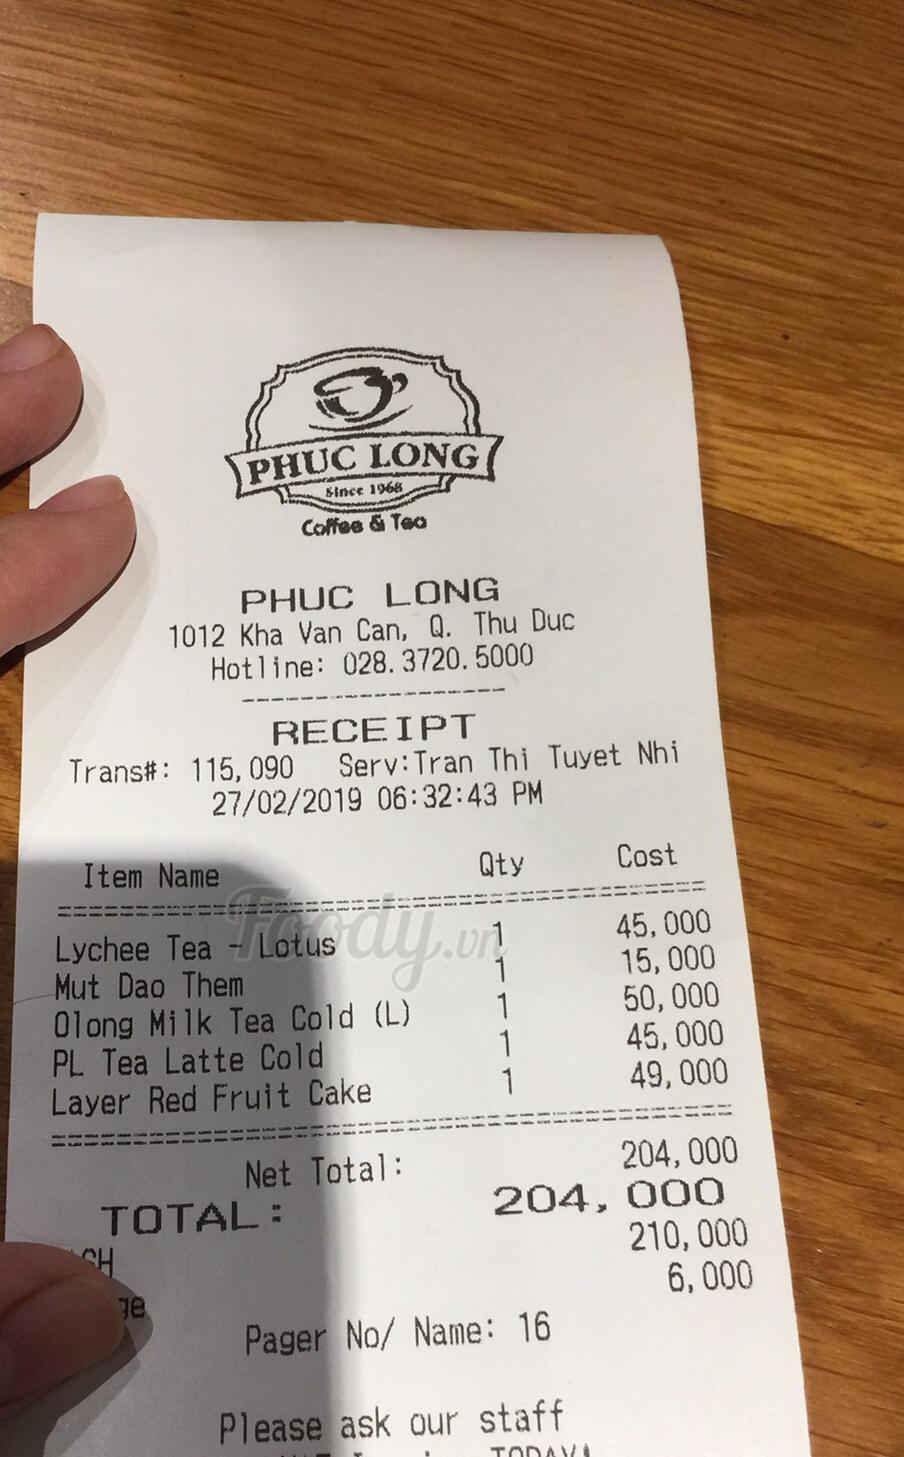 PHUC LONG
Since 1968
Coffee & Tea
PHUC LONG
1012 Kha Van Can, Q. Thu Duc
Hotline: 028.3720.5000
RECEIPT
Trans#: 115,090 Serv:Tran Thi Tuyet Nhi
27/02/2019 06:32:43 PM
Item Name Qty Cost
Foody.vn
Lychee Tea - Lotus 1 45,000
Mut Dao Them 1 15,000
Olong Milk Tea Cold (L) 1 50,000
PL Tea Latte Cold 1 45,000
Layer Red Fruit Cake 1 49,000
Net Total: 204,000
TOTAL: 204,000
210,000
6,000
Pager No/ Name: 16
Please ask our staff
TODAY!